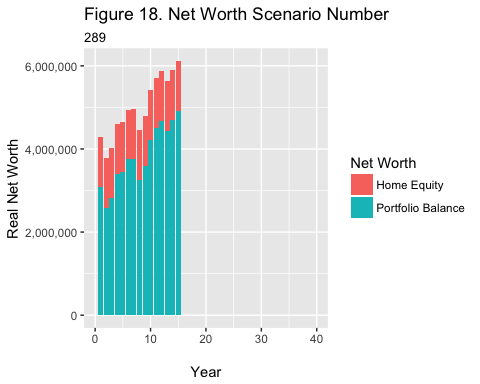 Figure 18. Net Worth Scenario Number
289
6,000,000
4,000,000
2,000,000
0
0 10 20 30 40
Year
Real Net Worth
Net Worth
Home Equity
Portfolio Balance